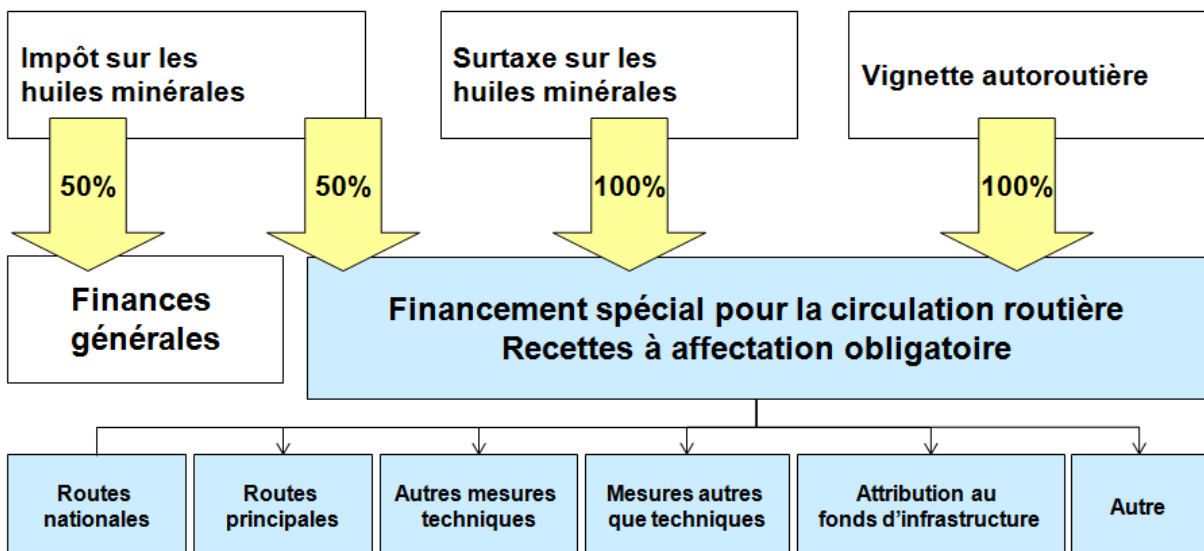 Impôt sur les
huiles minérales
Surtaxe sur les
huiles minérales
Vignette autoroutière
50%
50%
100%
100%
Finances
générales
Financement spécial pour la circulation routière
Recettes à affectation obligatoire
Routes
nationales
Routes
principales
Autres mesures
techniques
Mesures autres
que techniques
Attribution au
fonds d'infrastructure
Autre